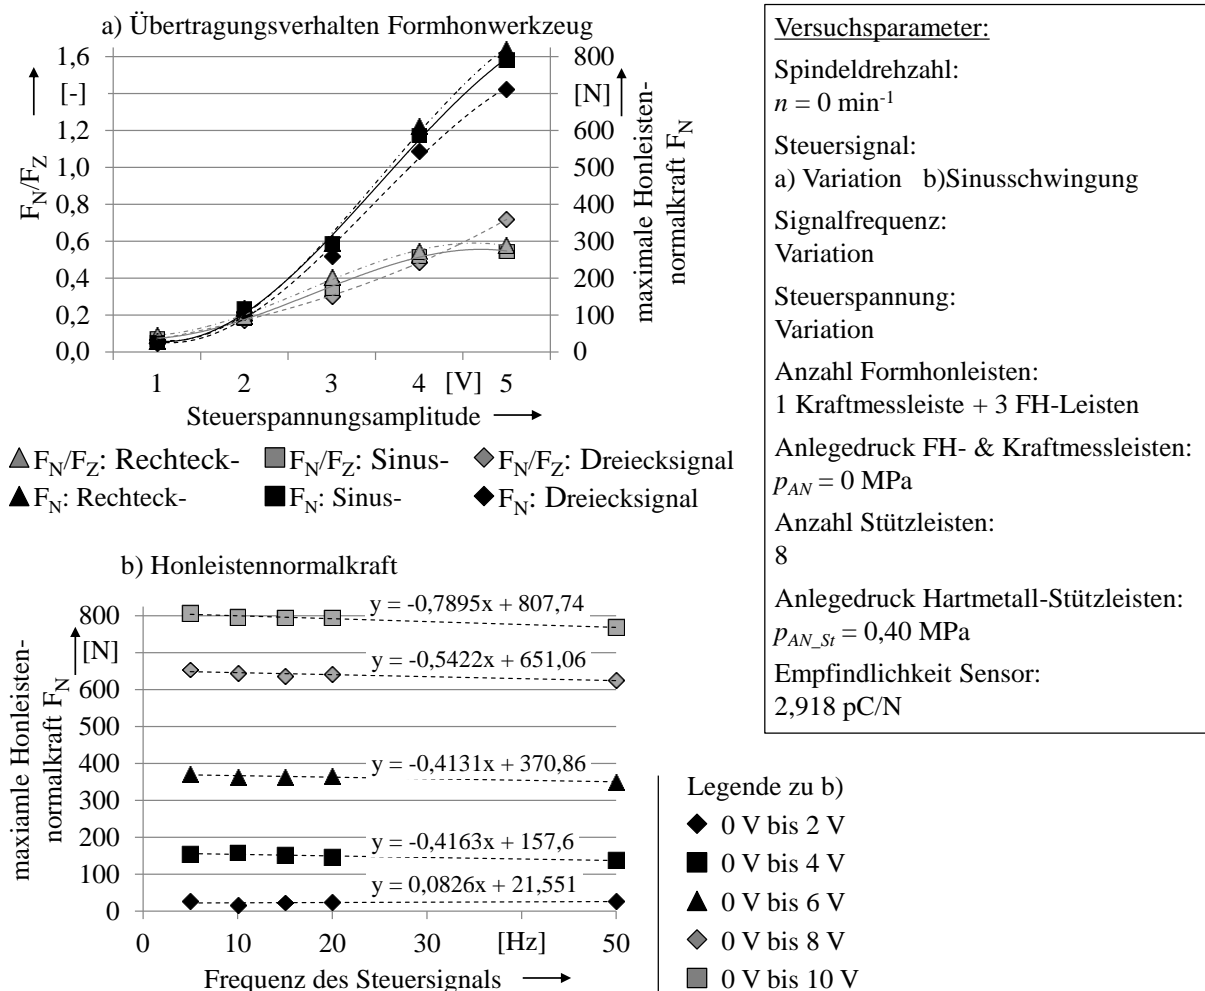 a) Übertragungsverhalten Formhonwerkzeug
1,6
[-]
1,2
1,0
0,8
0,6
0,4
0,2
0,0
F_N/F_Z
800
[N]
600
500
400
300
200
100
0
maximale Honleisten-
normalkraft F_N
1 2 3 4 [V] 5
Steuerspannungsamplitude
F_N/F_Z: Rechteck- F_N/F_Z: Sinus- F_N/F_Z: Dreiecksignal
F_N: Rechteck- F_N: Sinus- F_N: Dreiecksignal
b) Honleistennormalkraft
800
[N]
600
500
400
300
200
100
0
maxiamle Honleisten-
normalkraft F_N
y = -0,7895x + 807,74
y = -0,5422x + 651,06
y = -0,4131x + 370,86
y = -0,4163x + 157,6
y = 0,0826x + 21,551
0 10 20 30 [Hz] 50
Frequenz des Steuersignals
Versuchsparameter:
Spindeldrehzahl:
n = 0 min⁻¹
Steuersignal:
a) Variation b)Sinusschwingung
Signalfrequenz:
Variation
Steuerspannung:
Variation
Anzahl Formhonleisten:
1 Kraftmessleiste + 3 FH-Leisten
Anlegedruck FH- & Kraftmessleisten:
p_AN = 0 MPa
Anzahl Stützleisten:
8
Anlegedruck Hartmetall-Stützleisten:
p_AN_St = 0,40 MPa
Empfindlichkeit Sensor:
2,918 pC/N
Legende zu b)
0 V bis 2 V
0 V bis 4 V
0 V bis 6 V
0 V bis 8 V
0 V bis 10 V